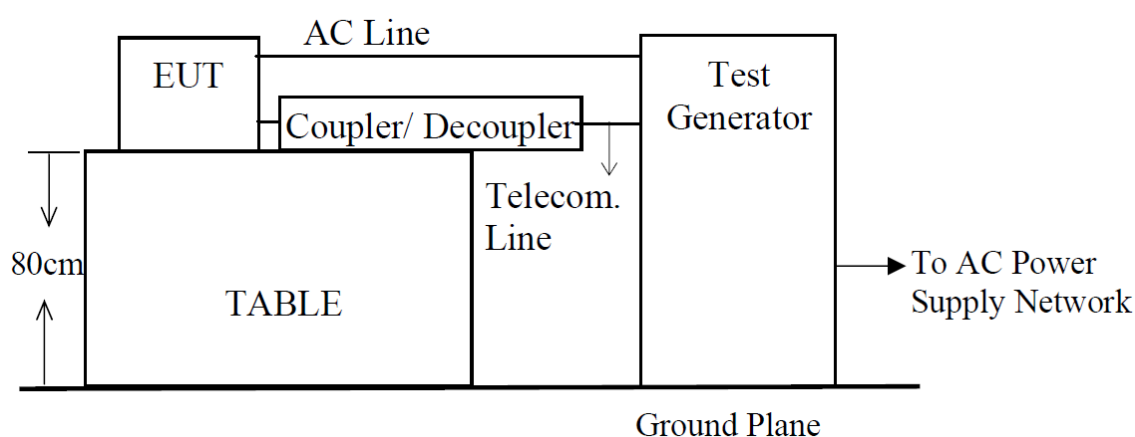 AC Line
EUT
Test
Generator
Coupler/ Decoupler
Telecom.
Line
80cm
TABLE
To AC Power
Supply Network
Ground Plane